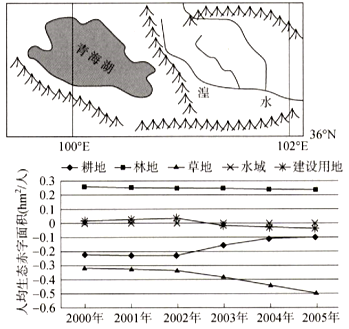 青海湖
湟
水
36°N
100°E
102°E
耕地 林地 草地 水域 建设用地
人均生态赤字面积(hm²/人)
0.3
0.2
0.1
0
-0.1
-0.2
-0.3
-0.4
-0.5
-0.6
2000年 2001年 2002年 2003年 2004年 2005年